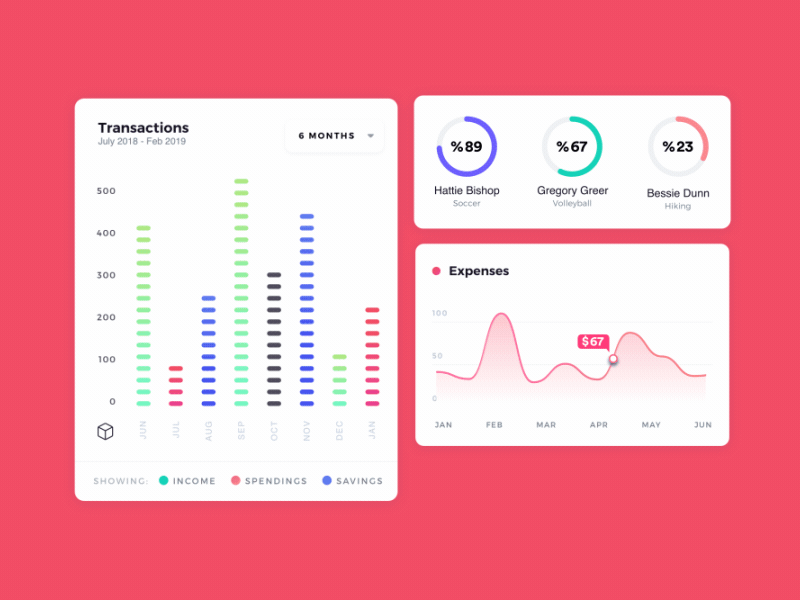 Transactions
July 2018 - Feb 2019
6 MONTHS
500
400
300
200
100
0
JUN
JUL
AUG
SEP
OCT
NOV
DEC
JAN
SHOWING: INCOME SPENDINGS SAVINGS
%89
%67
%23
Hattie Bishop
Soccer
Gregory Greer
Volleyball
Bessie Dunn
Hiking
Expenses
100
50
0
$67
JAN FEB MAR APR MAY JUN